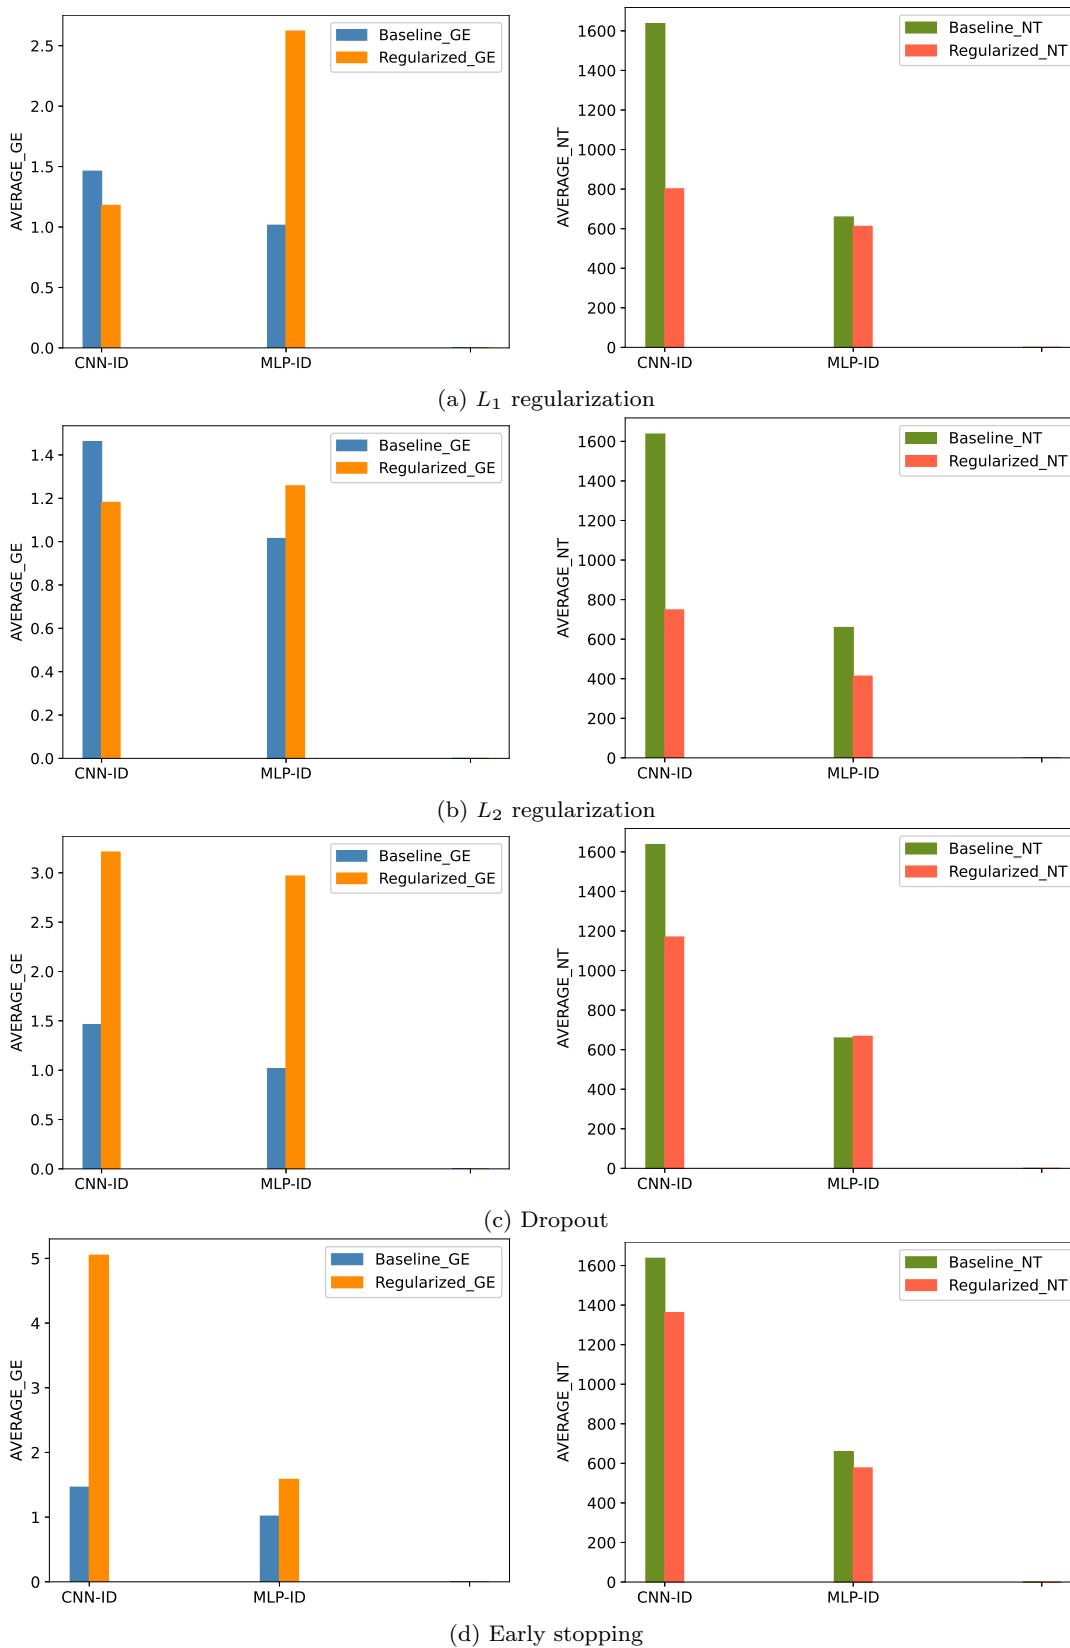 Baseline_GE
Regularized_GE
AVERAGE_GE
2.5
2.0
1.5
1.0
0.5
0.0
CNN-ID
MLP-ID
Baseline_NT
Regularized_NT
AVERAGE_NT
1600
1400
1200
1000
800
600
400
200
0
CNN-ID
MLP-ID
(a) L₁ regularization
Baseline_GE
Regularized_GE
AVERAGE_GE
1.4
1.2
1.0
0.8
0.6
0.4
0.2
0.0
CNN-ID
MLP-ID
Baseline_NT
Regularized_NT
AVERAGE_NT
1600
1400
1200
1000
800
600
400
200
0
CNN-ID
MLP-ID
(b) L₂ regularization
Baseline_GE
Regularized_GE
AVERAGE_GE
3.0
2.5
2.0
1.5
1.0
0.5
0.0
CNN-ID
MLP-ID
Baseline_NT
Regularized_NT
AVERAGE_NT
1600
1400
1200
1000
800
600
400
200
0
CNN-ID
MLP-ID
(c) Dropout
Baseline_GE
Regularized_GE
AVERAGE_GE
5
4
3
2
1
0
CNN-ID
MLP-ID
Baseline_NT
Regularized_NT
AVERAGE_NT
1600
1400
1200
1000
800
600
400
200
0
CNN-ID
MLP-ID
(d) Early stopping